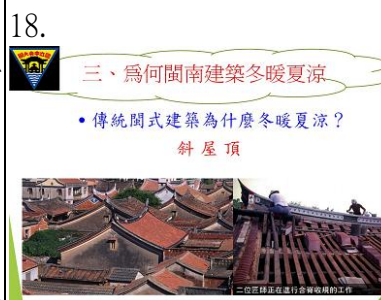 18.
三、爲何閩南建築冬暖夏涼
•傳統閩式建築為什麼冬暖夏涼？
斜屋頂
二位匠師正在進行合脊收規的工作